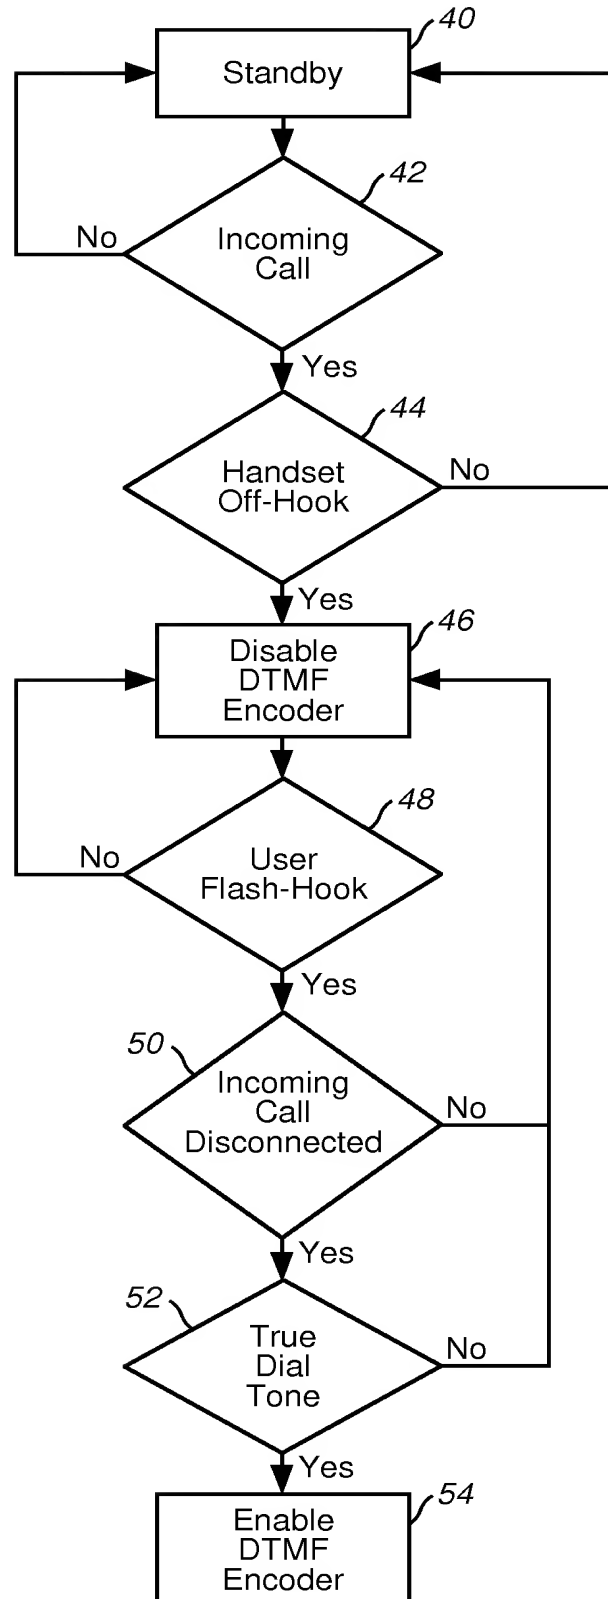 40
Standby
42
Incoming
Call
No
Yes
44
Handset
Off-Hook
No
Yes
46
Disable
DTMF
Encoder
48
User
Flash-Hook
No
Yes
50
Incoming
Call
Disconnected
No
Yes
52
True
Dial
Tone
No
Yes
54
Enable
DTMF
Encoder